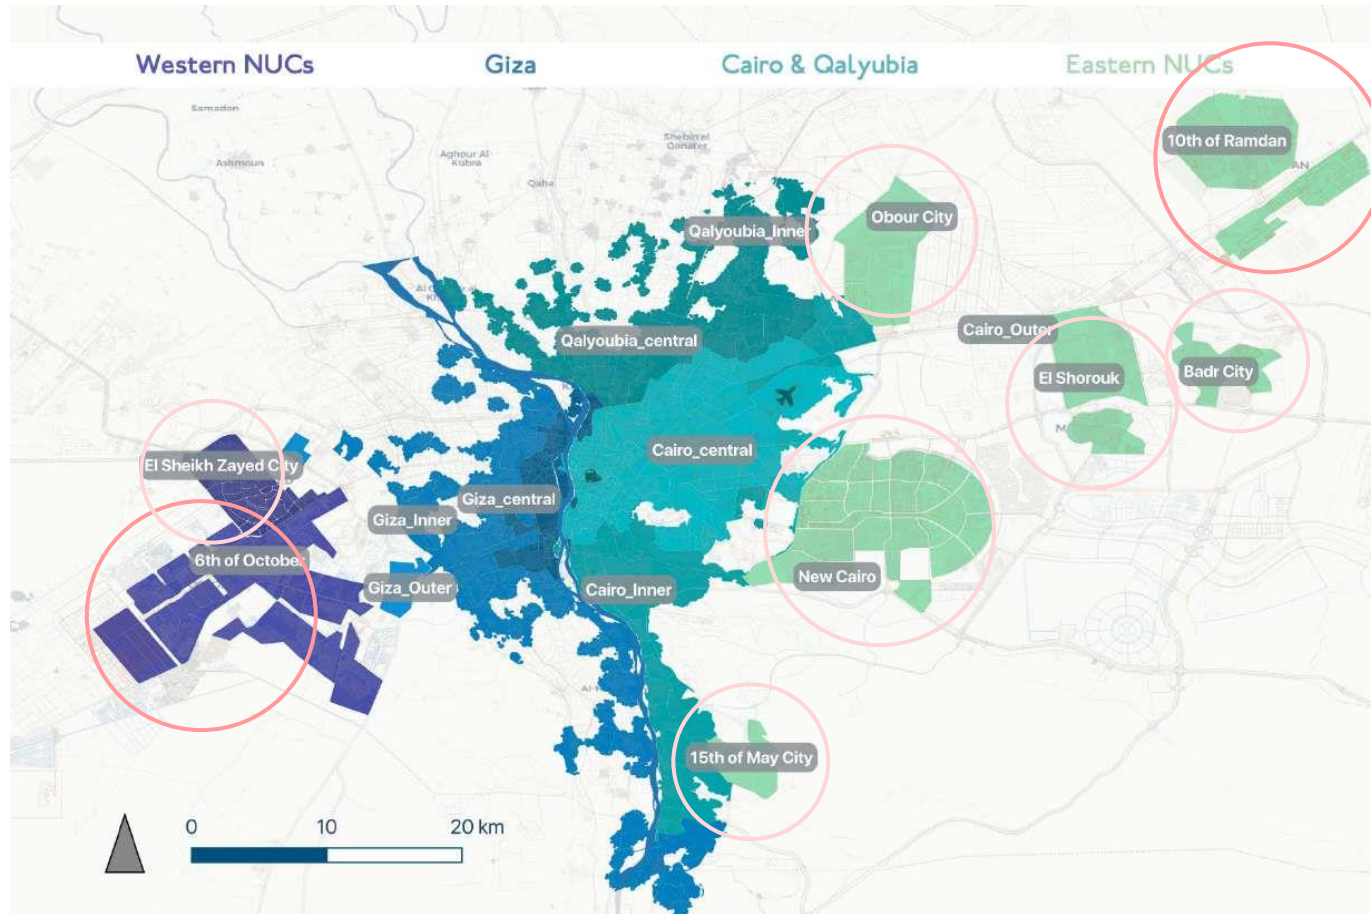 Western NUCs
Giza
Cairo & Qalyubia
Eastern NUCs
Samadon
Ashmoun
Aghour Al-
Kubra
Qaha
Shebin el
Qanater
10th of Ramdan
AN
Obour City
Qalyoubia_Inner
Qalyoubia_central
Cairo_Outer
El Shorouk
Badr City
Cairo_central
El Sheikh Zayed City
Giza_central
Giza_Inner
6th of October
Giza_Outer
Cairo_Inner
New Cairo
15th of May City
0
10
20 km